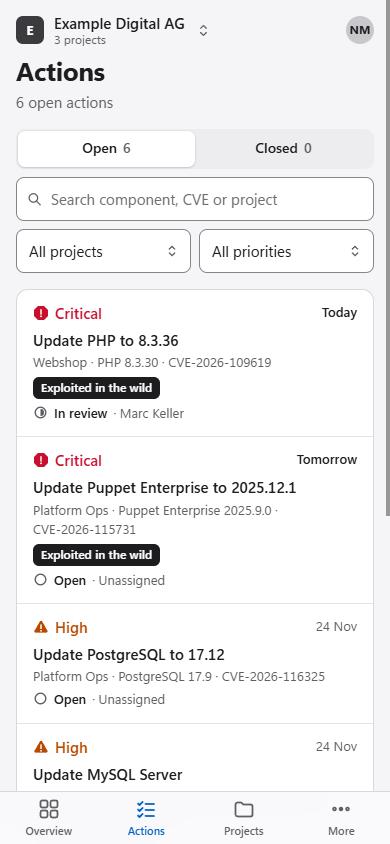 E
Example Digital AG
3 projects
NM
Actions
6 open actions
Open 6
Closed 0
Search component, CVE or project
All projects
All priorities
Critical
Today
Update PHP to 8.3.36
Webshop · PHP 8.3.30 · CVE-2026-109619
Exploited in the wild
In review · Marc Keller
Critical
Tomorrow
Update Puppet Enterprise to 2025.12.1
Platform Ops · Puppet Enterprise 2025.9.0 ·
CVE-2026-115731
Exploited in the wild
Open · Unassigned
High
24 Nov
Update PostgreSQL to 17.12
Platform Ops · PostgreSQL 17.9 · CVE-2026-116325
Open · Unassigned
High
24 Nov
Update MySQL Server
Overview
Actions
Projects
More